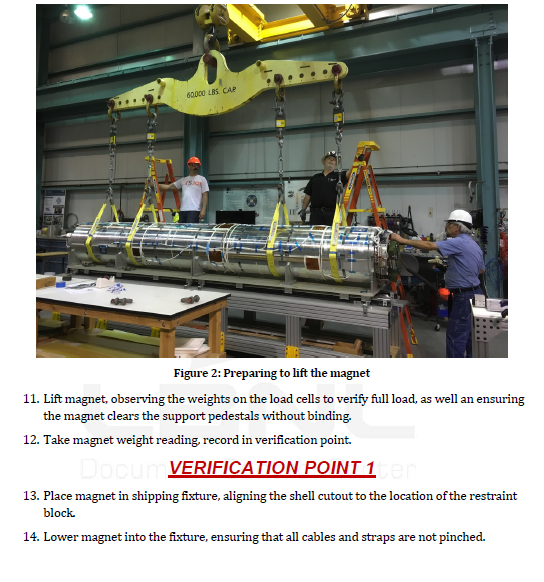 60,000 LBS. CAP.
Figure 2: Preparing to lift the magnet
11. Lift magnet, observing the weights on the load cells to verify full load, as well an ensuring
the magnet clears the support pedestals without binding.
12. Take magnet weight reading, record in verification point.
VERIFICATION POINT 1
13. Place magnet in shipping fixture, aligning the shell cutout to the location of the restraint
block.
14. Lower magnet into the fixture, ensuring that all cables and straps are not pinched.